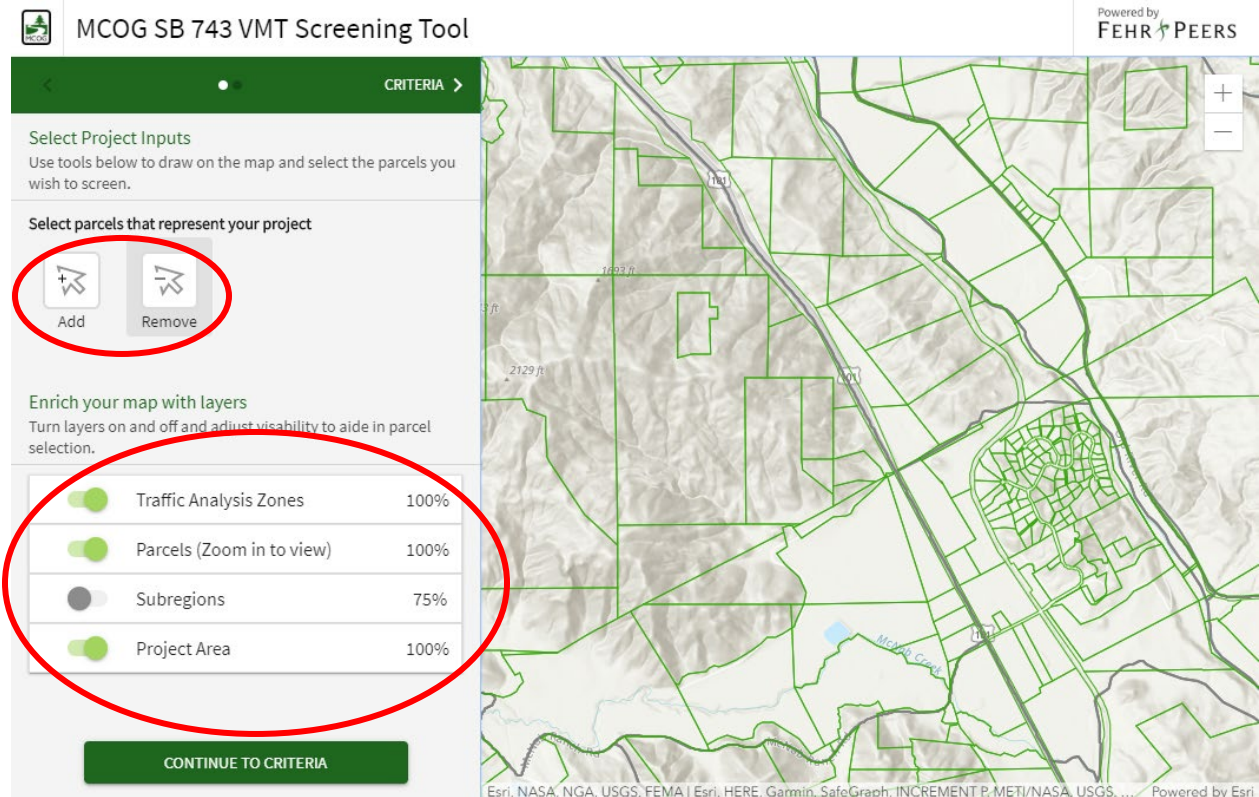 MCOG
MCOG SB 743 VMT Screening Tool
Powered by
FEHR PEERS
CRITERIA
Select Project Inputs
Use tools below to draw on the map and select the parcels you
wish to screen.
Select parcels that represent your project
Add
Remove
Enrich your map with layers
Turn layers on and off and adjust visability to aide in parcel
selection.
Traffic Analysis Zones 100%
Parcels (Zoom in to view) 100%
Subregions 75%
Project Area 100%
CONTINUE TO CRITERIA
101
1693 ft
3 ft
2129 ft
101
101
McNab Creek
McNab Ranch Rd
Esri, NASA, NGA, USGS, FEMA | Esri, HERE, Garmin, SafeGraph, INCREMENT P, METI/NASA, USGS, ... Powered by Esri